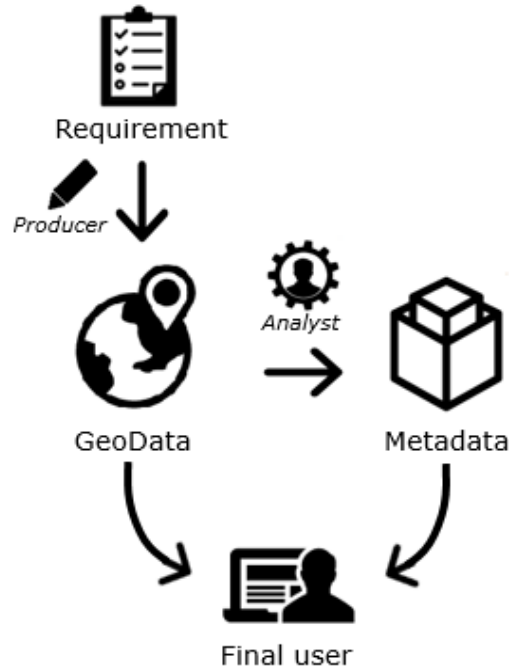 Requirement
Producer
Analyst
GeoData
Metadata
Final user